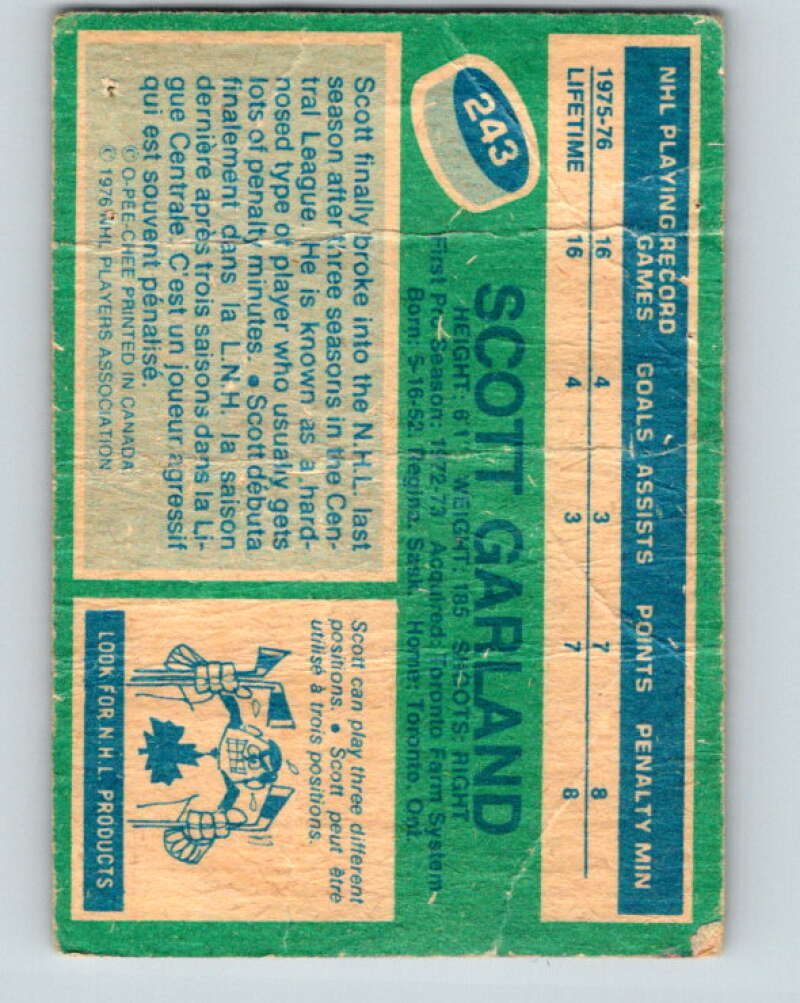 NHL PLAYING RECORD
GAMES GOALS ASSISTS POINTS PENALTY MIN
1975-76 16 4 3 7 8
LIFETIME 16 4 3 7 8
243
SCOTT GARLAND
HEIGHT: 6'1" WEIGHT: 185 SHOOTS: RIGHT
First Pro Season: 1972-73 Acquired: Toronto Farm System
Born: 5-16-52, Regina, Sask. Home: Toronto, Ont.
Scott finally broke into the N.H.L. last
season after three seasons in the Cen-
tral League. He is known as a hard-
nosed type of player who usually gets
lots of penalty minutes. • Scott débuta
finalement dans la L.N.H. la saison
dernière après trois saisons dans la Li-
gue Centrale. C'est un joueur agressif
qui est souvent pénalisé.
© O-PEE-CHEE PRINTED IN CANADA
© 1976 NHL PLAYERS ASSOCIATION
Scott can play three different
positions. • Scott peut être
utilisé à trois positions.
LOOK FOR N.H.L. PRODUCTS